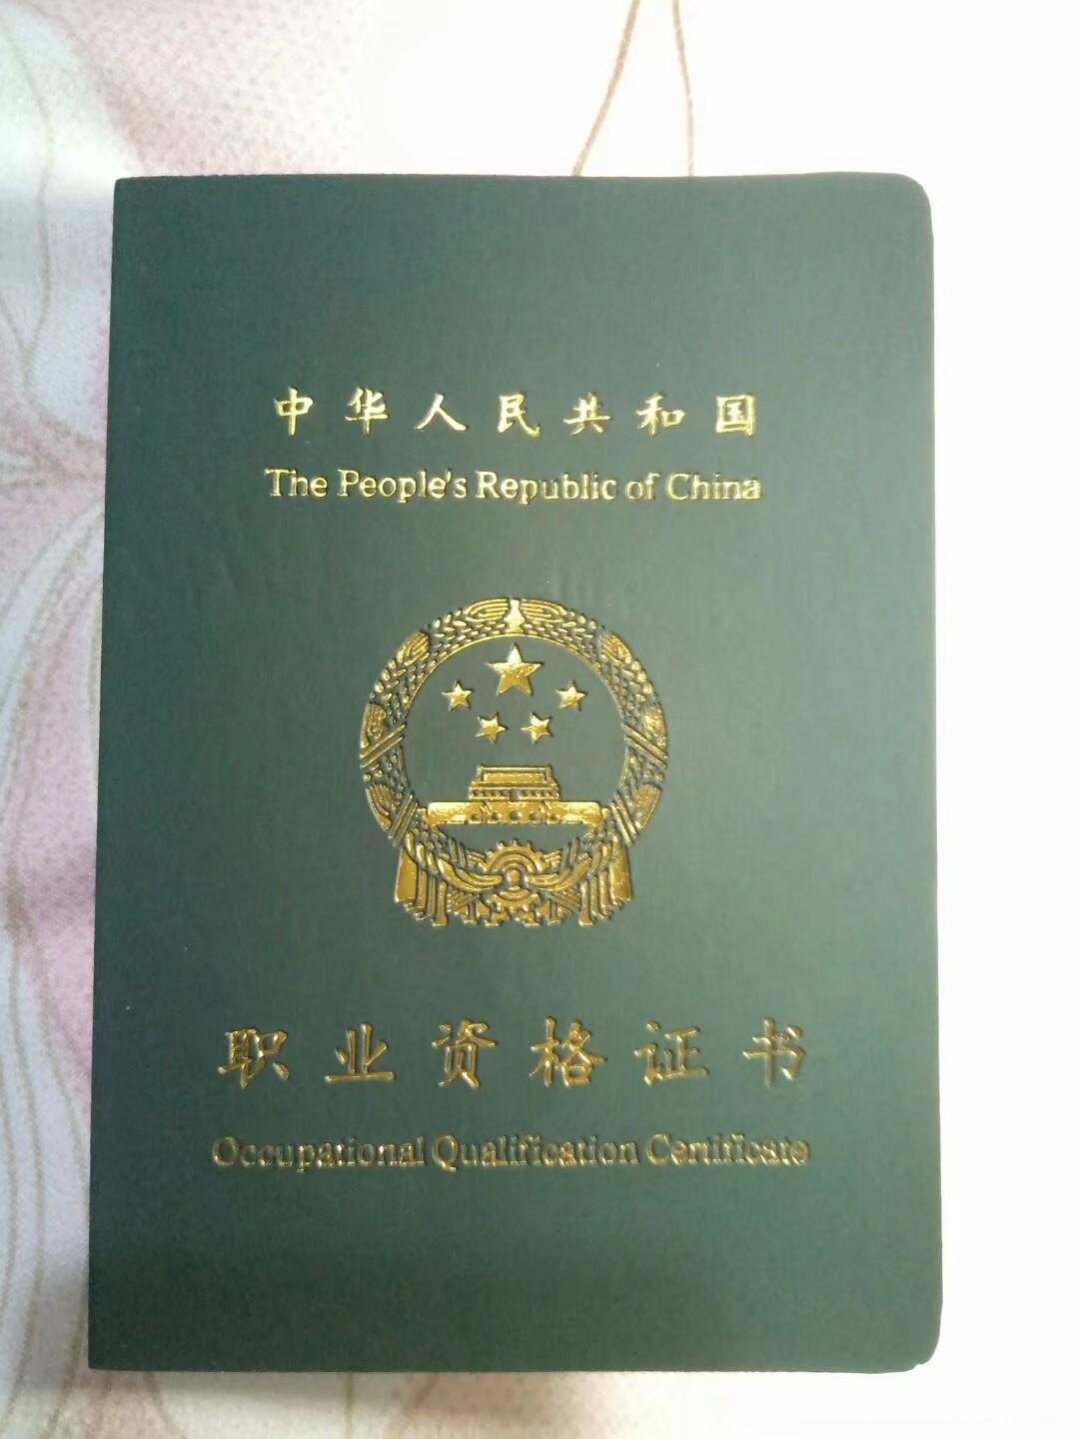 中华人民共和国
The People's Republic of China
职业资格证书
Occupational Qualification Certificate